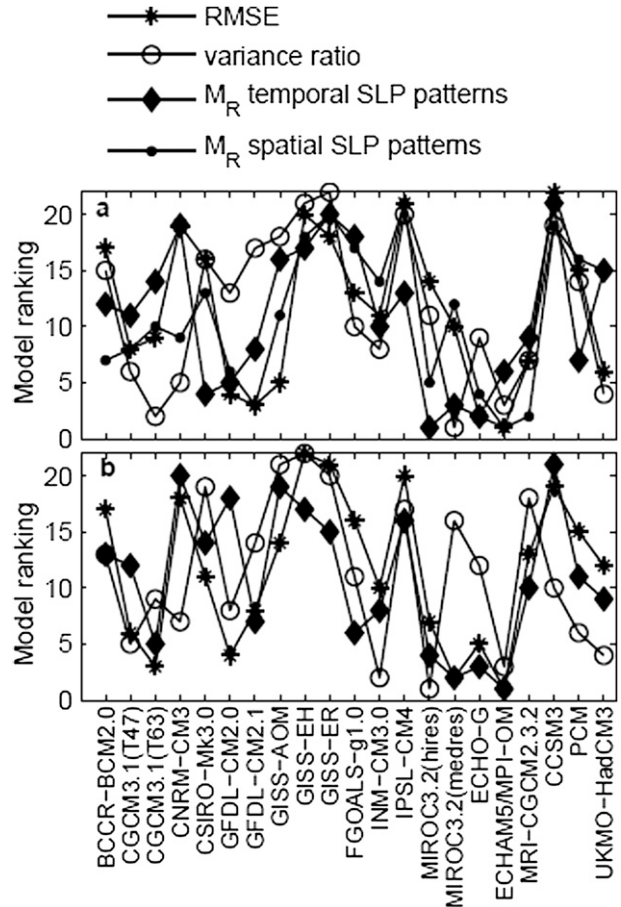 RMSE
variance ratio
M_R temporal SLP patterns
M_R spatial SLP patterns
a
20
15
10
5
0
Model ranking
b
20
15
10
5
0
Model ranking
BCCR-BCM2.0
CGCM3.1(T47)
CGCM3.1(T63)
CNRM-CM3
CSIRO-Mk3.0
GFDL-CM2.0
GFDL-CM2.1
GISS-AOM
GISS-EH
GISS-ER
FGOALS-g1.0
INM-CM3.0
IPSL-CM4
MIROC3.2(hires)
MIROC3.2(medres)
ECHO-G
ECHAM5/MPI-OM
MRI-CGCM2.3.2
CCSM3
PCM
UKMO-HadCM3